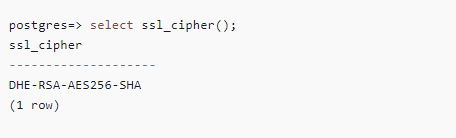 postgres=> select ssl_cipher();
ssl_cipher
--------------------
DHE-RSA-AES256-SHA
(1 row)